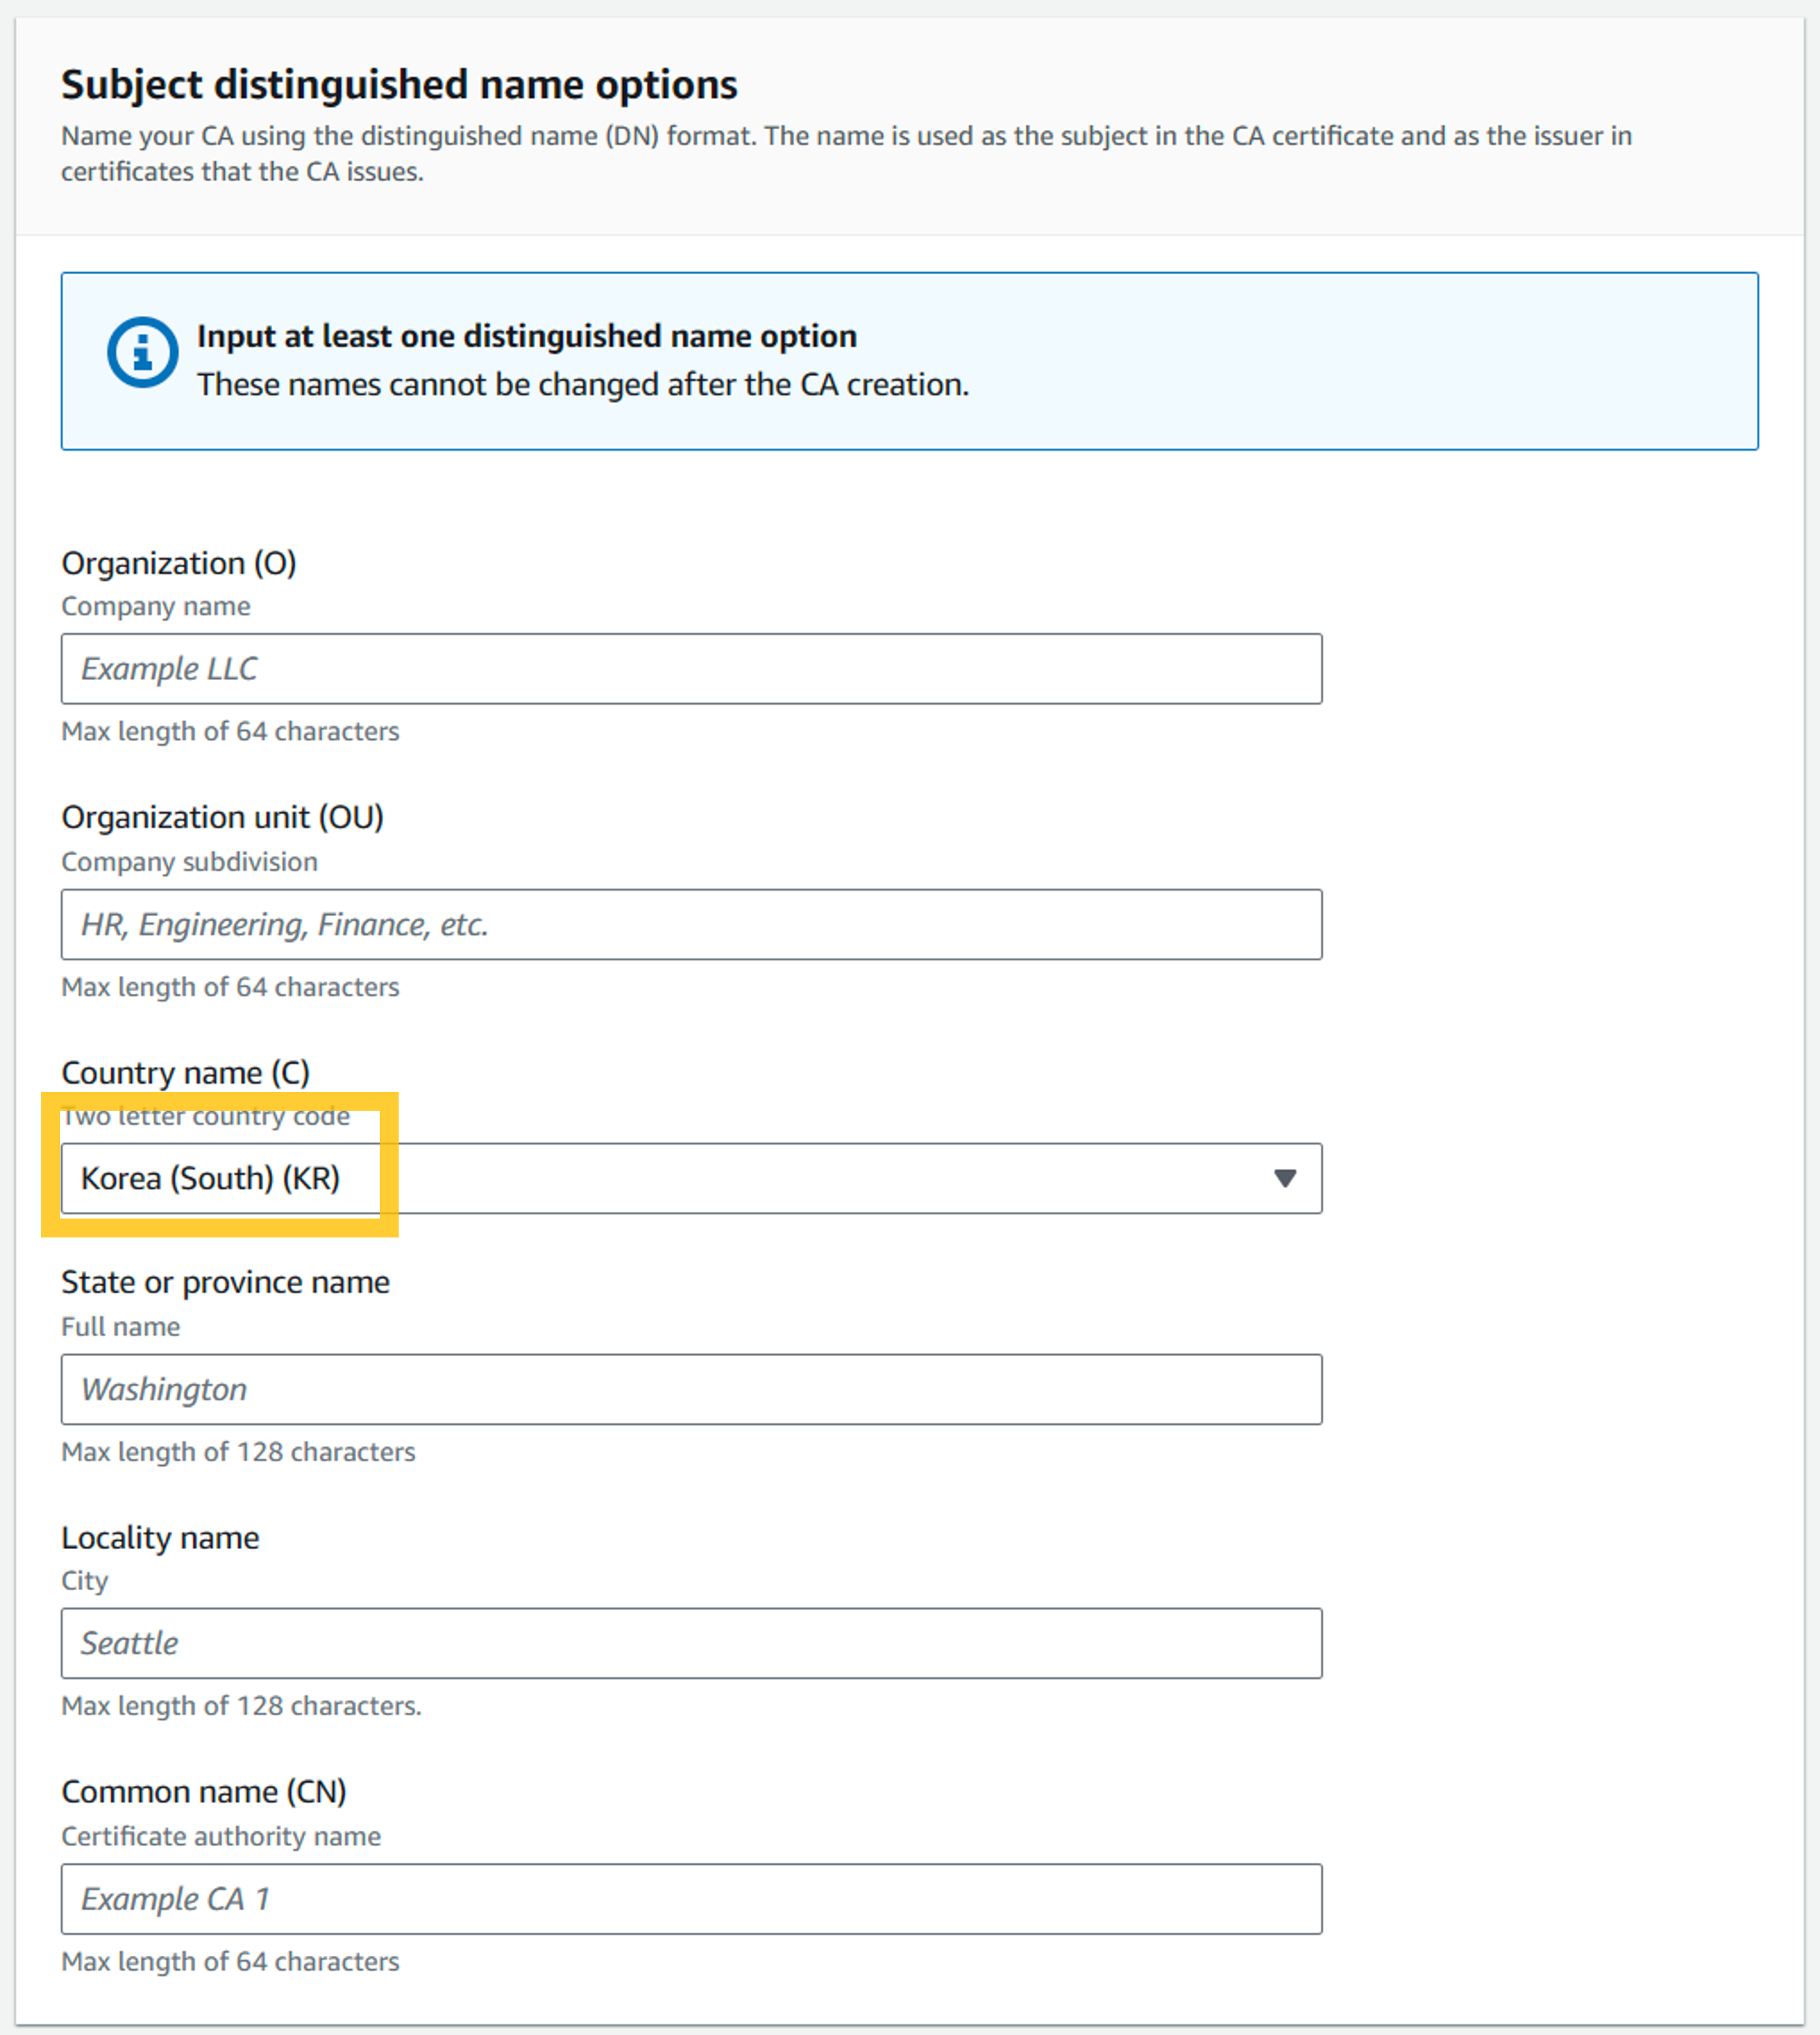 Subject distinguished name options
Name your CA using the distinguished name (DN) format. The name is used as the subject in the CA certificate and as the issuer in
certificates that the CA issues.
Input at least one distinguished name option
These names cannot be changed after the CA creation.
Organization (O)
Company name
Example LLC
Max length of 64 characters
Organization unit (OU)
Company subdivision
HR, Engineering, Finance, etc.
Max length of 64 characters
Country name (C)
Two letter country code
Korea (South) (KR)
State or province name
Full name
Washington
Max length of 128 characters
Locality name
City
Seattle
Max length of 128 characters.
Common name (CN)
Certificate authority name
Example CA 1
Max length of 64 characters